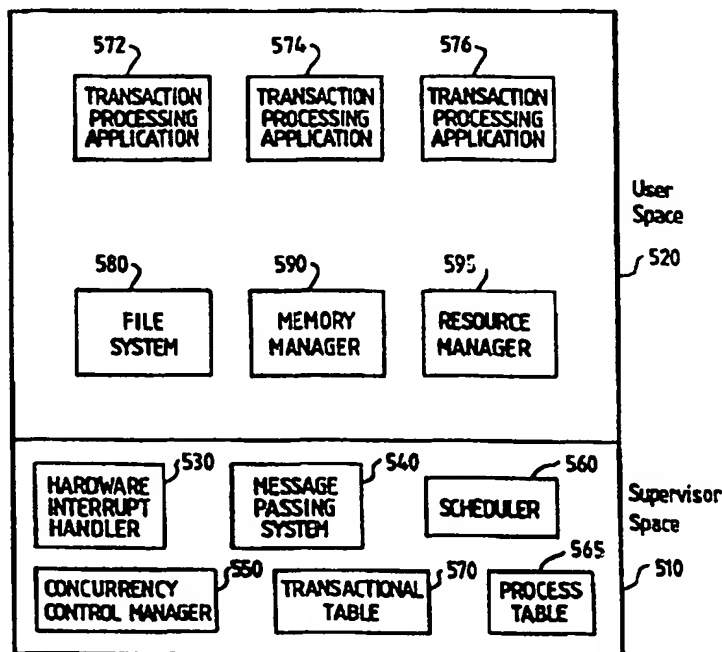 572
574
576
TRANSACTION
PROCESSING
APPLICATION
TRANSACTION
PROCESSING
APPLICATION
TRANSACTION
PROCESSING
APPLICATION
User
Space
520
580
590
595
FILE
SYSTEM
MEMORY
MANAGER
RESOURCE
MANAGER
530
540
560
HARDWARE
INTERRUPT
HANDLER
MESSAGE
PASSING
SYSTEM
SCHEDULER
Supervisor
Space
510
550
570
565
CONCURRENCY
CONTROL MANAGER
TRANSACTIONAL
TABLE
PROCESS
TABLE